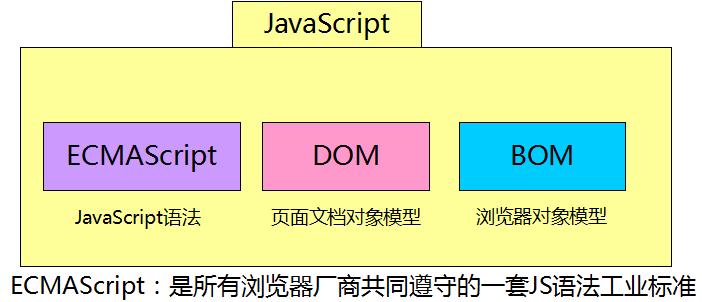 JavaScript
ECMAScript
DOM
BOM
JavaScript语法
页面文档对象模型
浏览器对象模型
ECMAScript：是所有浏览器厂商共同遵守的一套JS语法工业标准